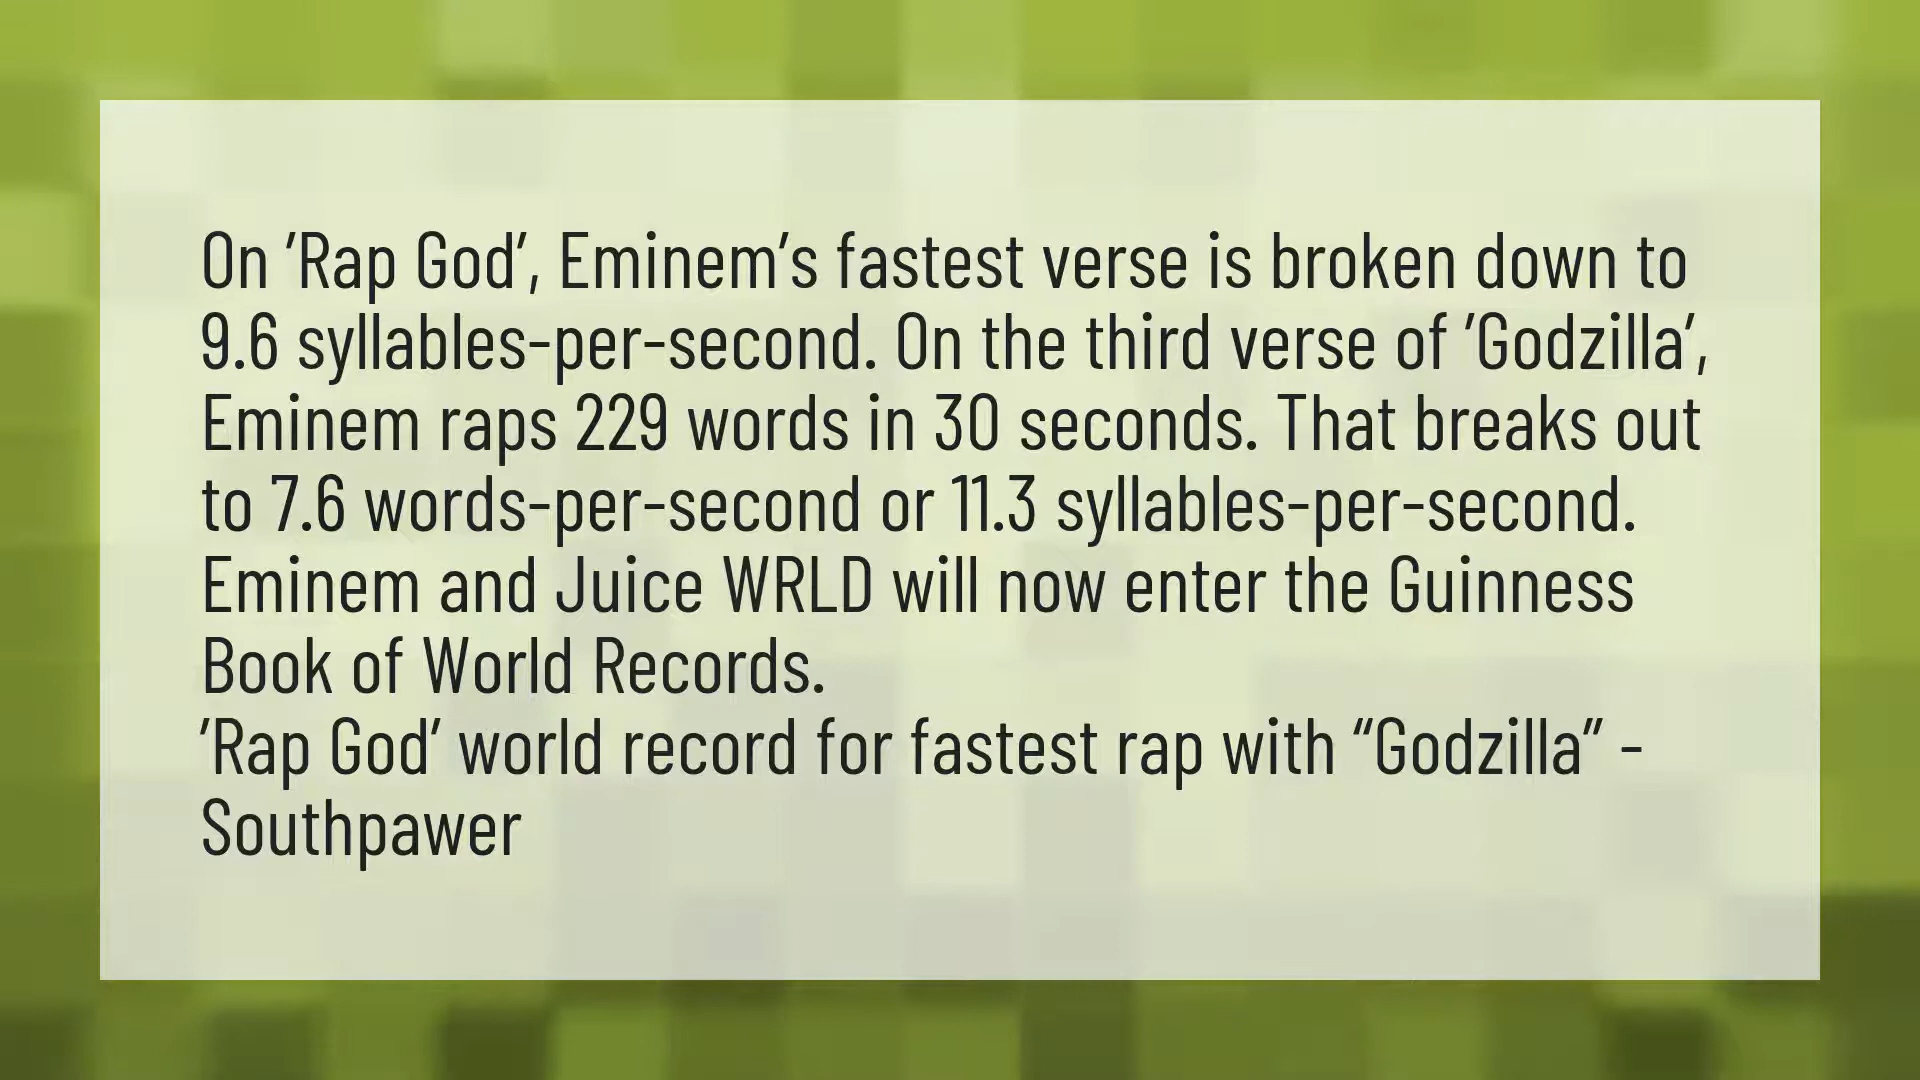 On ‘Rap God’, Eminem’s fastest verse is broken down to
9.6 syllables-per-second. On the third verse of ‘Godzilla’,
Eminem raps 229 words in 30 seconds. That breaks out
to 7.6 words-per-second or 11.3 syllables-per-second.
Eminem and Juice WRLD will now enter the Guinness
Book of World Records.
’Rap God’ world record for fastest rap with “Godzilla” -
Southpawer